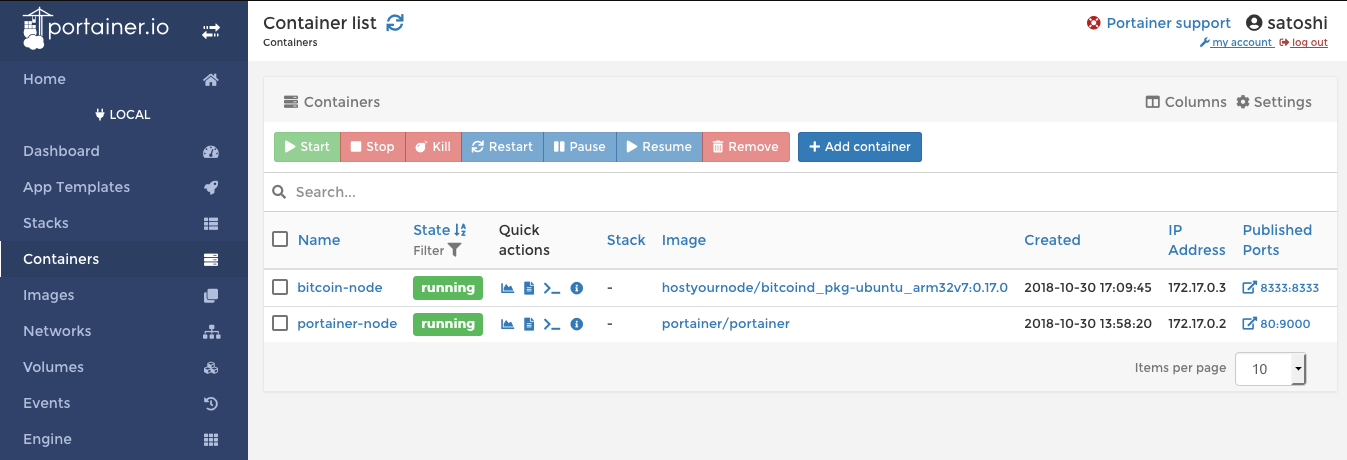 portainer.io
Container list
Containers
Portainer support satoshi
my account log out
Home
LOCAL
Dashboard
App Templates
Stacks
Containers
Images
Networks
Volumes
Events
Engine
Containers Columns Settings
Start Stop Kill Restart Pause Resume Remove Add container
Search...
Name State Filter Quick actions Stack Image Created IP Address Published Ports
bitcoin-node running - hostyournode/bitcoind_pkg-ubuntu_arm32v7:0.17.0 2018-10-30 17:09:45 172.17.0.3 8333:8333
portainer-node running - portainer/portainer 2018-10-30 13:58:20 172.17.0.2 80:9000
Items per page 10